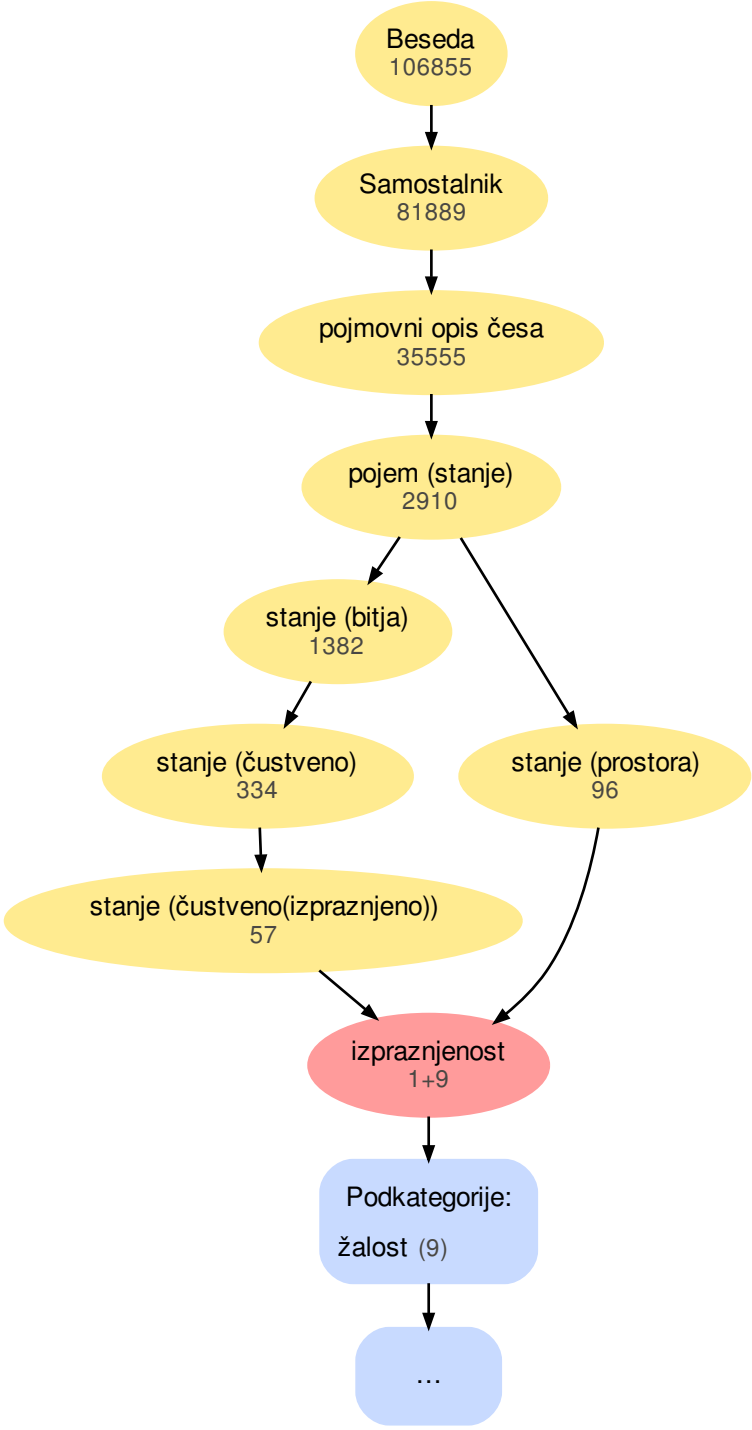 Beseda
106855
Samostalnik
81889
pojmovni opis česa
35555
pojem (stanje)
2910
stanje (bitja)
1382
stanje (čustveno)
334
stanje (prostora)
96
stanje (čustveno(izpraznjeno))
57
izpraznjenost
1+9
Podkategorije:
žalost (9)
…